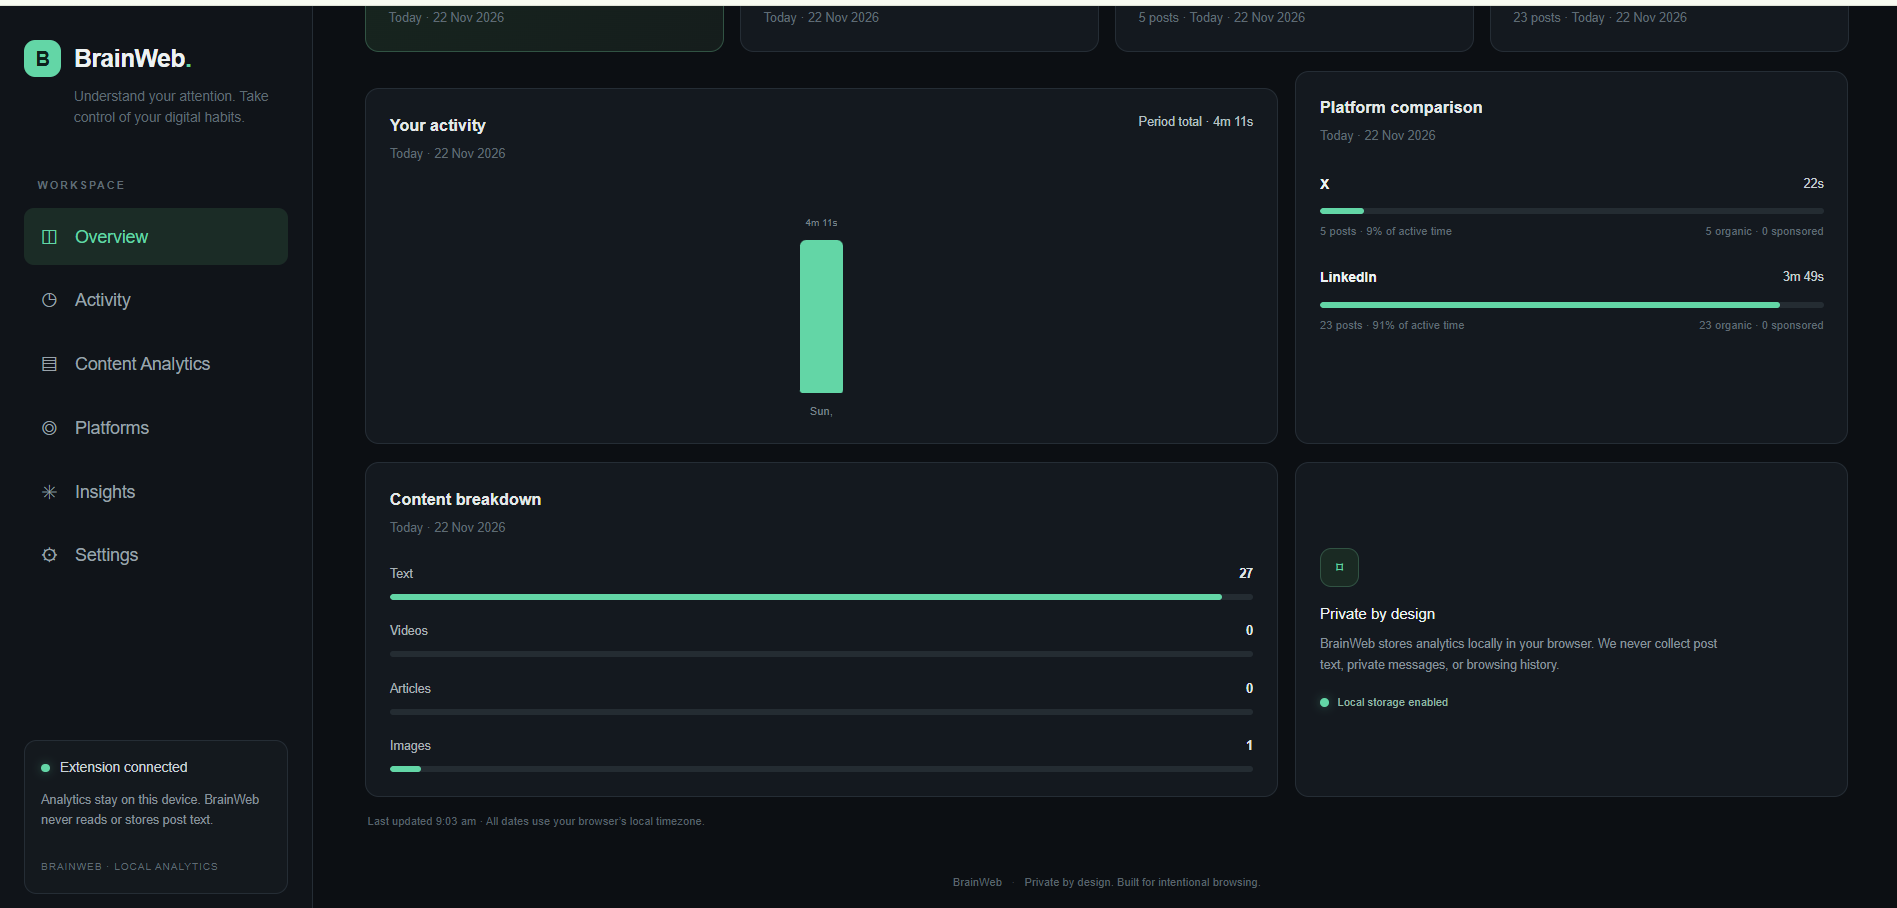 B
BrainWeb.
Understand your attention. Take
control of your digital habits.
WORKSPACE
Overview
Activity
Content Analytics
Platforms
Insights
Settings
Extension connected
Analytics stay on this device. BrainWeb
never reads or stores post text.
BRAINWEB · LOCAL ANALYTICS
Today · 22 Nov 2026
Today · 22 Nov 2026
5 posts · Today · 22 Nov 2026
23 posts · Today · 22 Nov 2026
Your activity
Period total · 4m 11s
Today · 22 Nov 2026
4m 11s
Sun,
Platform comparison
Today · 22 Nov 2026
X 22s
5 posts · 9% of active time 5 organic · 0 sponsored
LinkedIn 3m 49s
23 posts · 91% of active time 23 organic · 0 sponsored
Content breakdown
Today · 22 Nov 2026
Text 27
Videos 0
Articles 0
Images 1
Private by design
BrainWeb stores analytics locally in your browser. We never collect post
text, private messages, or browsing history.
Local storage enabled
Last updated 9:03 am · All dates use your browser's local timezone.
BrainWeb · Private by design. Built for intentional browsing.